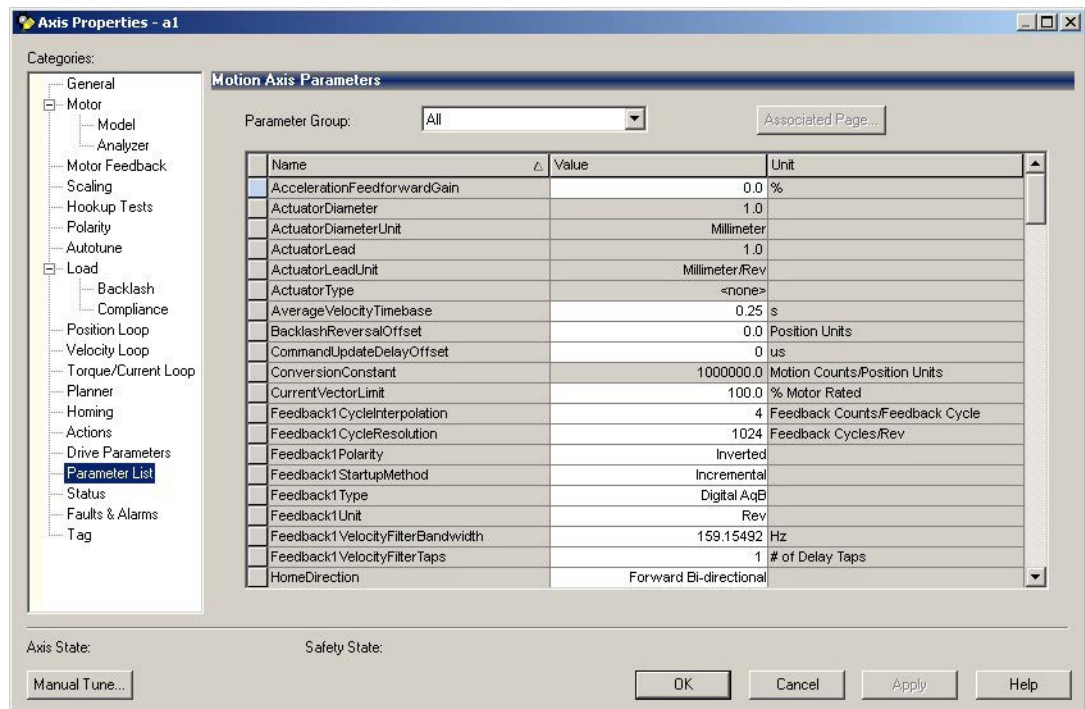 Axis Properties - a1
Categories:
General
Motor
Model
Analyzer
Motor Feedback
Scaling
Hookup Tests
Polarity
Autotune
Load
Backlash
Compliance
Position Loop
Velocity Loop
Torque/Current Loop
Planner
Homing
Actions
Drive Parameters
Parameter List
Status
Faults & Alarms
Tag
Motion Axis Parameters
Parameter Group: All Associated Page...
Name Value Unit
AccelerationFeedforwardGain 0.0 %
ActuatorDiameter 1.0
ActuatorDiameterUnit Millimeter
ActuatorLead 1.0
ActuatorLeadUnit Millimeter/Rev
ActuatorType <none>
AverageVelocityTimebase 0.25 s
BacklashReversalOffset 0.0 Position Units
CommandUpdateDelayOffset 0 us
ConversionConstant 1000000.0 Motion Counts/Position Units
CurrentVectorLimit 100.0 % Motor Rated
Feedback1CycleInterpolation 4 Feedback Counts/Feedback Cycle
Feedback1CycleResolution 1024 Feedback Cycles/Rev
Feedback1Polarity Inverted
Feedback1StartupMethod Incremental
Feedback1Type Digital AqB
Feedback1Unit Rev
Feedback1VelocityFilterBandwidth 159.15492 Hz
Feedback1VelocityFilterTaps 1 # of Delay Taps
HomeDirection Forward Bi-directional
Axis State: Safety State:
Manual Tune... OK Cancel Apply Help